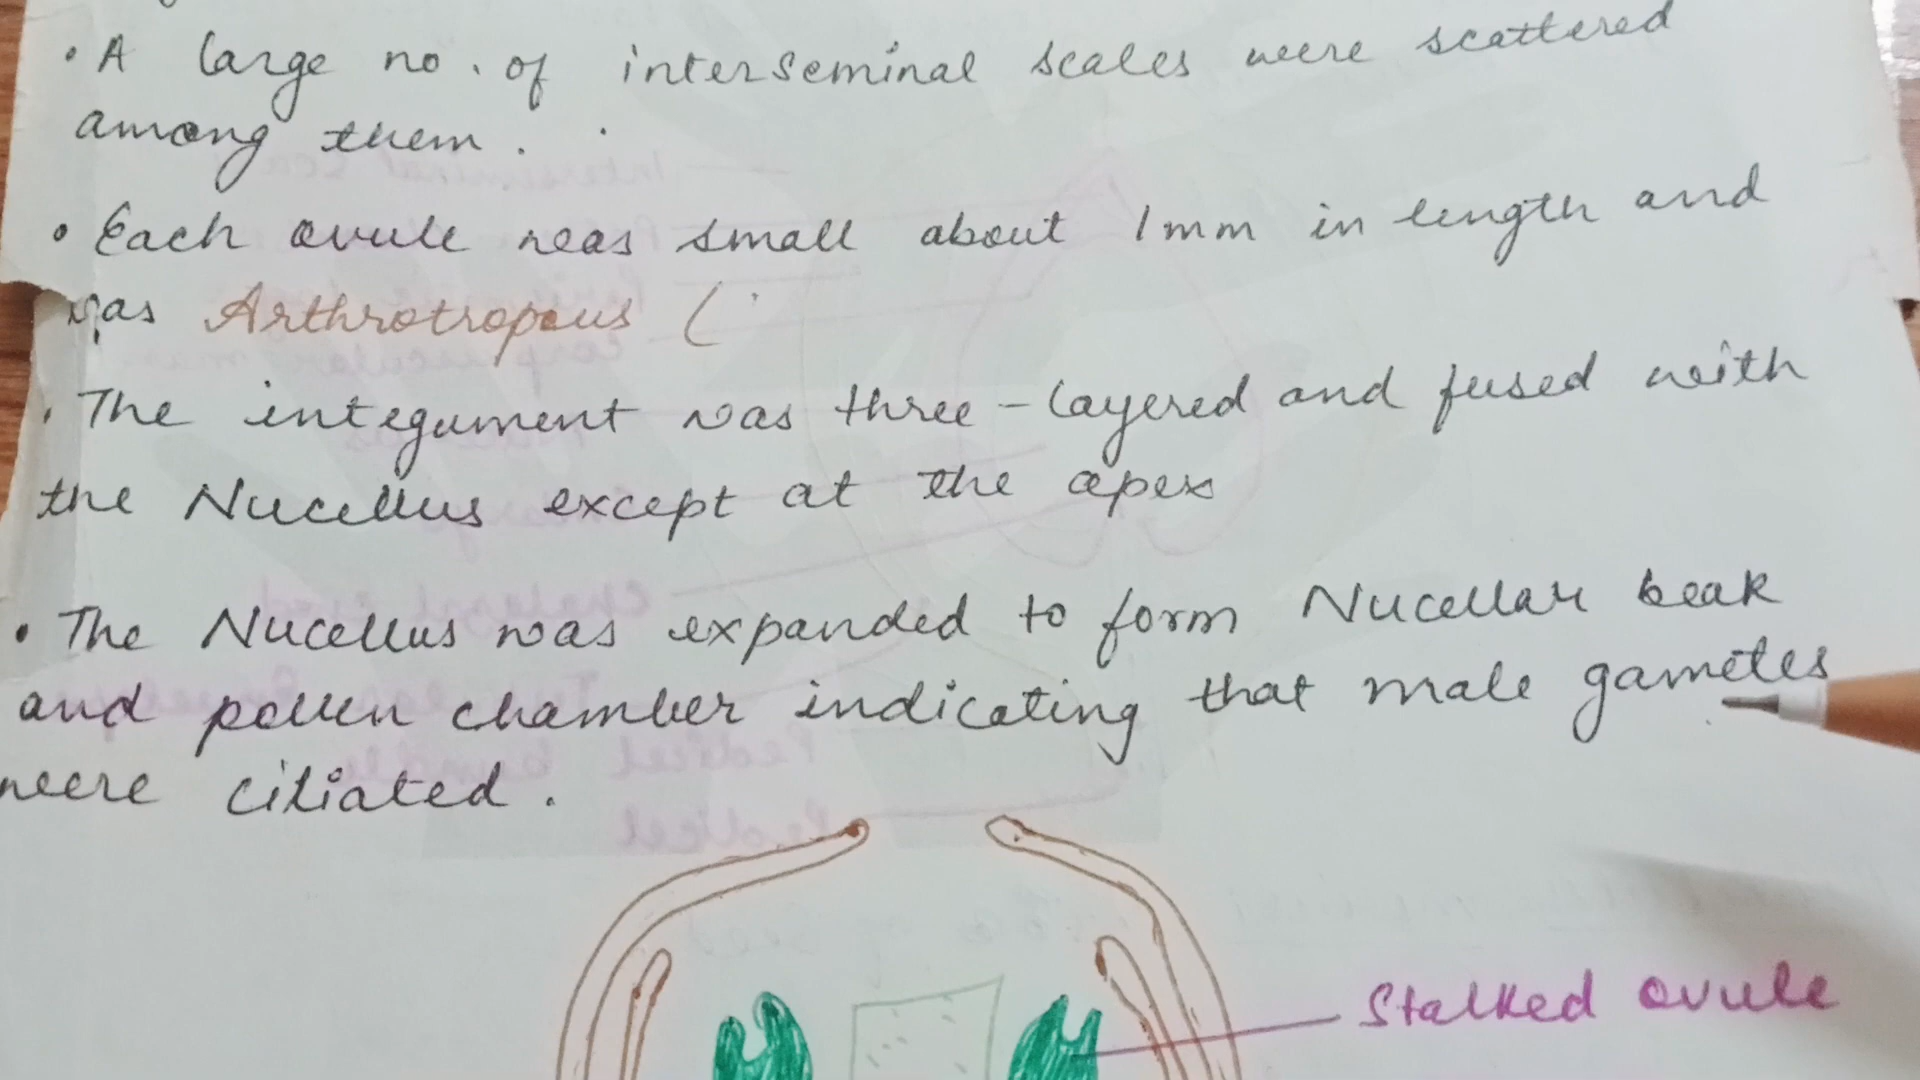 • A large no. of interseminal scales were scattered
among them.
• Each ovule was small about 1mm in length and
was Arthrotropous (
• The integument was three-layered and fused with
the Nucellus except at the apex
• The Nucellus was expanded to form Nucellar beak
and pollen chamber indicating that male gametes
were ciliated.
Stalked ovule